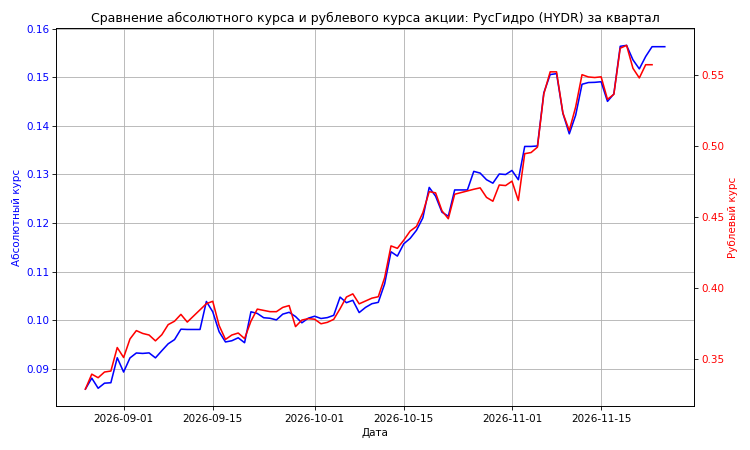 Сравнение абсолютного курса и рублевого курса акции: РусГидро (HYDR) за квартал
Абсолютный курс
0.16
0.15
0.14
0.13
0.12
0.11
0.10
0.09
0.55
0.50
0.45
0.40
0.35
Рублевый курс
2026-09-01 2026-09-15 2026-10-01 2026-10-15 2026-11-01 2026-11-15
Дата